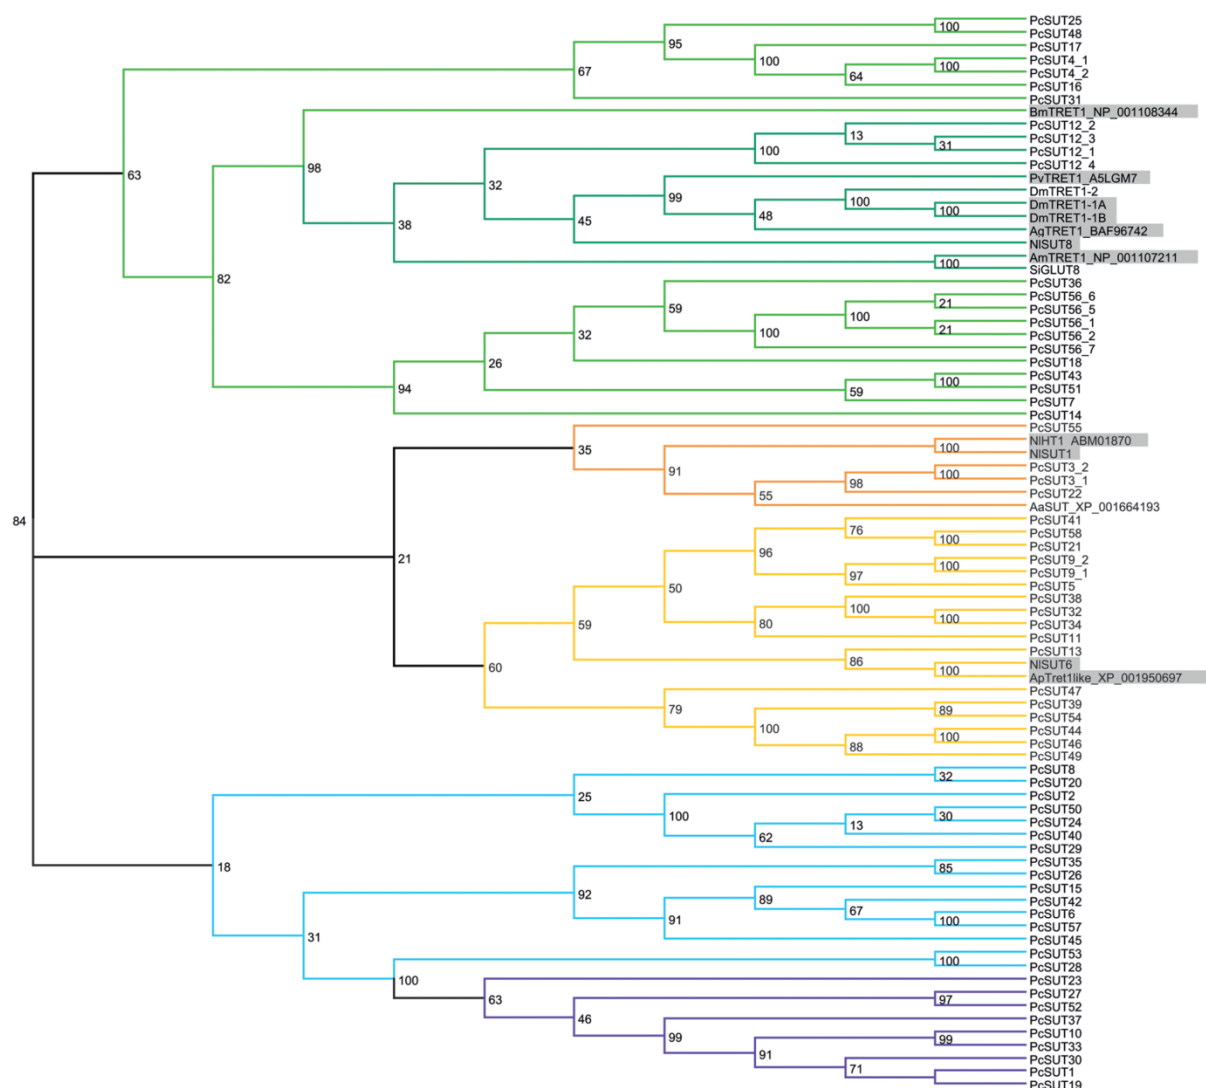 PcSUT25
PcSUT48
PcSUT17
PcSUT4_1
PcSUT4_2
PcSUT16
PcSUT31
BmTRET1_NP_001108344
PcSUT12_2
PcSUT12_3
PcSUT12_1
PcSUT12_4
PvTRET1_A5LGM7
DmTRET1-2
DmTRET1-1A
DmTRET1-1B
AgTRET1_BAF96742
NlSUT8
AmTRET1_NP_001107211
SiGLUT8
PcSUT36
PcSUT56_6
PcSUT56_5
PcSUT56_1
PcSUT56_2
PcSUT56_7
PcSUT18
PcSUT43
PcSUT51
PcSUT7
PcSUT14
PcSUT55
NlHT1_ABM01870
NlSUT1
PcSUT3_2
PcSUT3_1
PcSUT22
AaSUT_XP_001664193
PcSUT41
PcSUT58
PcSUT21
PcSUT9_2
PcSUT9_1
PcSUT5
PcSUT38
PcSUT32
PcSUT34
PcSUT11
PcSUT13
NlSUT6
ApTret1like_XP_001950697
PcSUT47
PcSUT39
PcSUT54
PcSUT44
PcSUT46
PcSUT49
PcSUT8
PcSUT20
PcSUT2
PcSUT50
PcSUT24
PcSUT40
PcSUT29
PcSUT35
PcSUT26
PcSUT15
PcSUT42
PcSUT6
PcSUT57
PcSUT45
PcSUT53
PcSUT28
PcSUT23
PcSUT27
PcSUT52
PcSUT37
PcSUT10
PcSUT33
PcSUT30
PcSUT1
PcSUT19
84
63
67
95
100
100
64
100
82
98
38
32
100
13
31
45
99
48
100
100
100
94
26
32
59
100
100
21
21
59
100
21
35
91
100
55
98
100
60
59
50
96
76
100
97
100
80
100
100
86
100
79
100
89
88
100
18
25
32
100
62
13
30
31
92
85
91
89
67
100
100
100
63
46
97
99
91
99
71